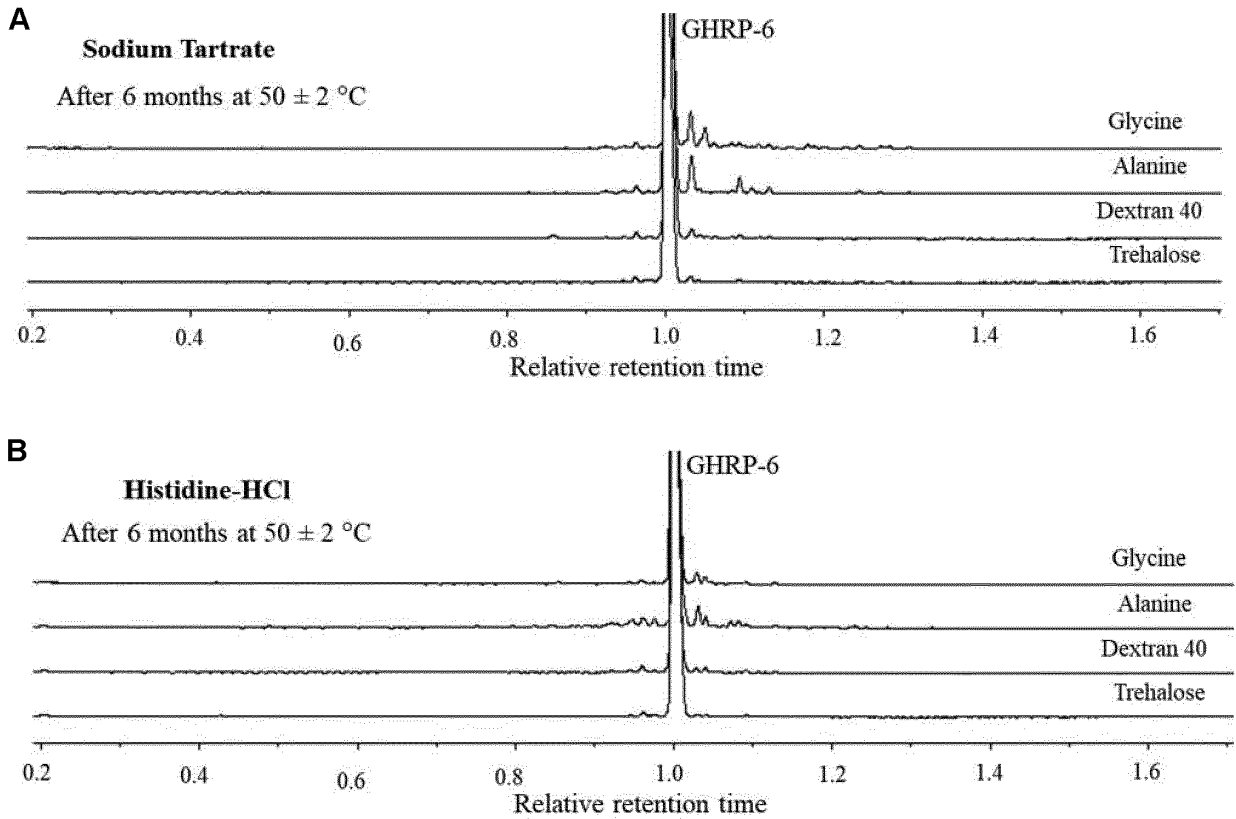 A
Sodium Tartrate
After 6 months at 50 ± 2 °C
GHRP-6
Glycine
Alanine
Dextran 40
Trehalose
0.2 0.4 0.6 0.8 1.0 1.2 1.4 1.6
Relative retention time
B
Histidine-HCl
After 6 months at 50 ± 2 °C
GHRP-6
Glycine
Alanine
Dextran 40
Trehalose
0.2 0.4 0.6 0.8 1.0 1.2 1.4 1.6
Relative retention time